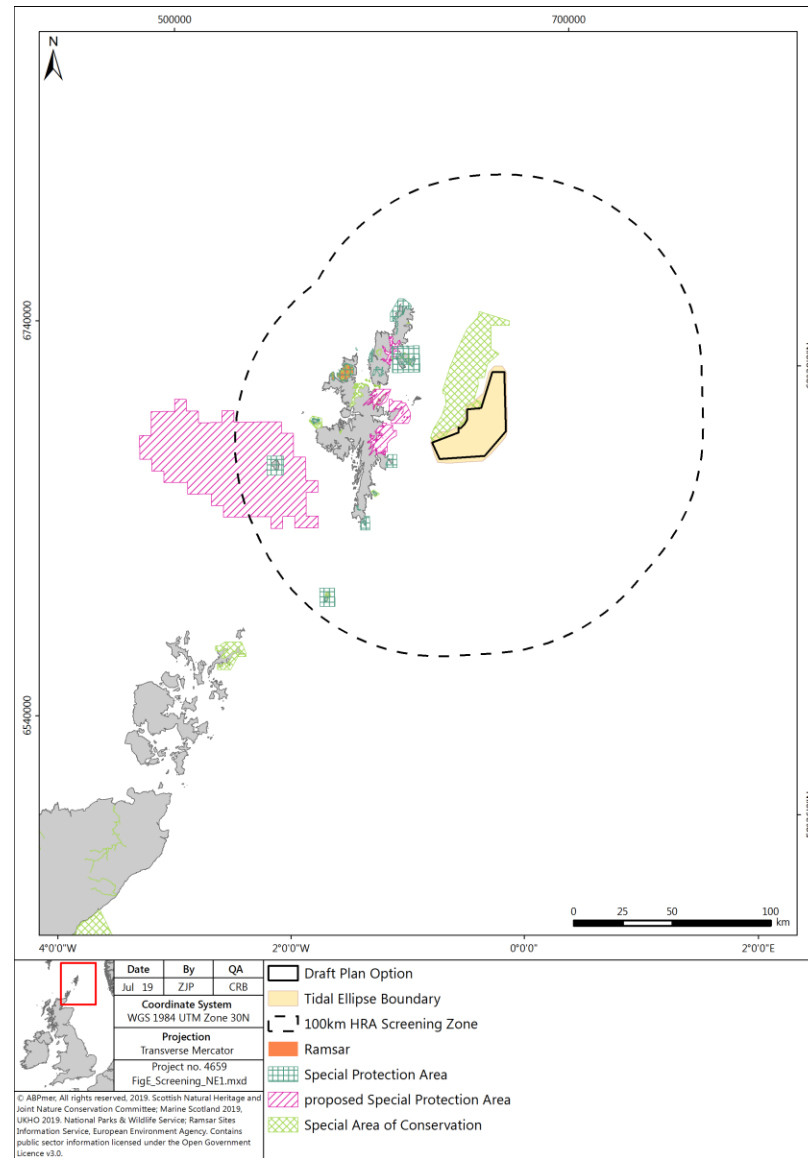 500000 700000
N
6740000
6540000
0 25 50 100
km
4°0'0"W 2°0'0"W 0°0'0" 2°0'0"E
Date By QA
Jul 19 ZJP CRB
Coordinate System
WGS 1984 UTM Zone 30N
Projection
Transverse Mercator
Project no. 4659
FigE_Screening_NE1.mxd
© ABPmer, All rights reserved, 2019. Scottish Natural Heritage and
Joint Nature Conservation Committee; Marine Scotland 2019,
UKHO 2019. National Parks & Wildlife Service; Ramsar Sites
Information Service, European Environment Agency. Contains
public sector information licensed under the Open Government
Licence v3.0.
Draft Plan Option
Tidal Ellipse Boundary
100km HRA Screening Zone
Ramsar
Special Protection Area
proposed Special Protection Area
Special Area of Conservation